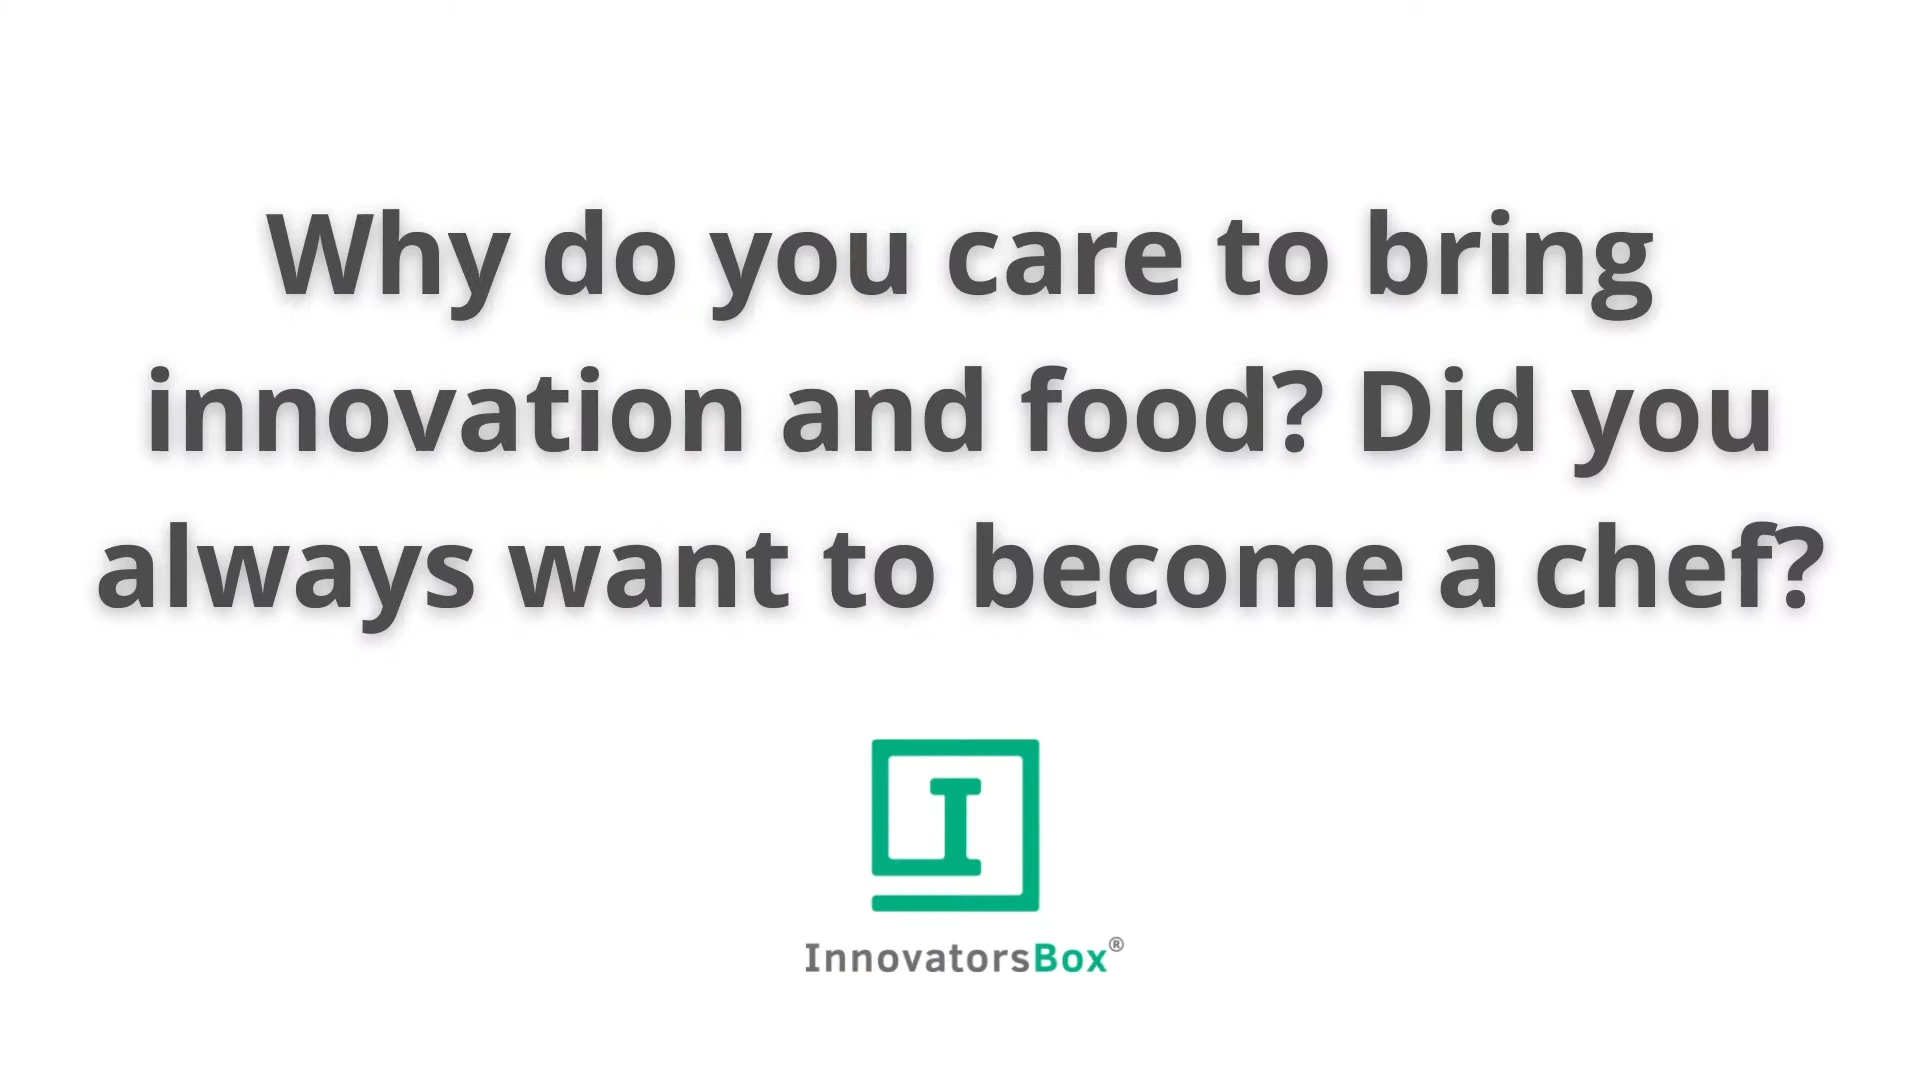 Why do you care to bring
innovation and food? Did you
always want to become a chef?
I
InnovatorsBox®